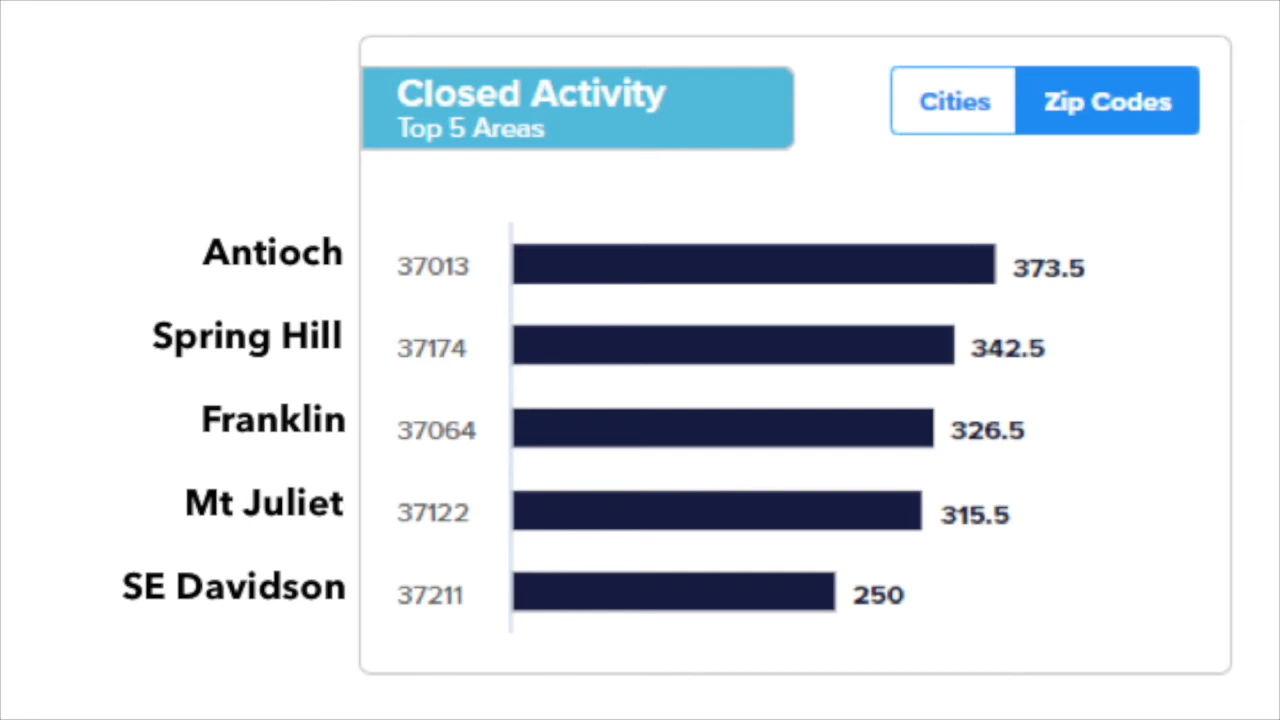 Closed Activity
Top 5 Areas
Cities Zip Codes
Antioch 37013 373.5
Spring Hill 37174 342.5
Franklin 37064 326.5
Mt Juliet 37122 315.5
SE Davidson 37211 250